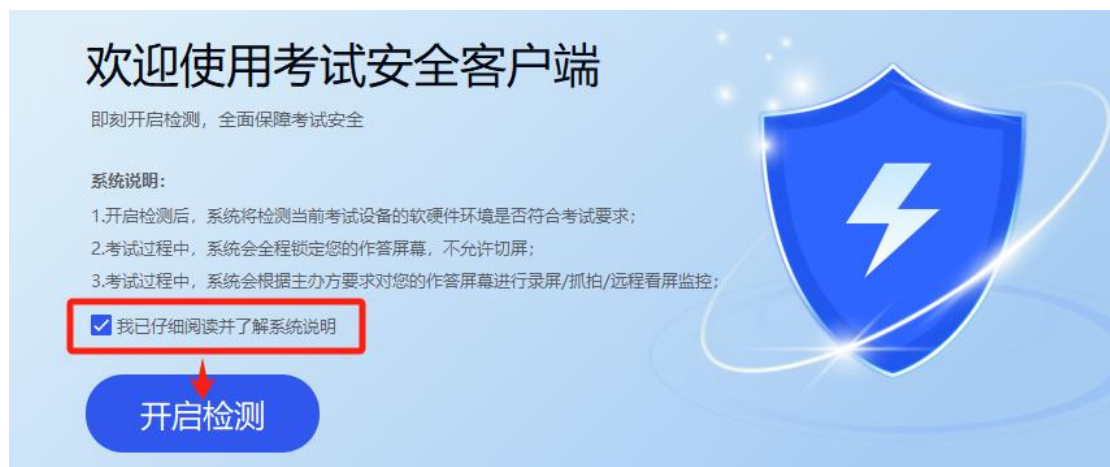 欢迎使用考试安全客户端
即刻开启检测，全面保障考试安全
系统说明：
1.开启检测后，系统将检测当前考试设备的软硬件环境是否符合考试要求；
2.考试过程中，系统会全程锁定您的作答屏幕，不允许切屏；
3.考试过程中，系统会根据主办方要求对您的作答屏幕进行录屏/抓拍/远程看屏监控；
我已仔细阅读并了解系统说明
开启检测